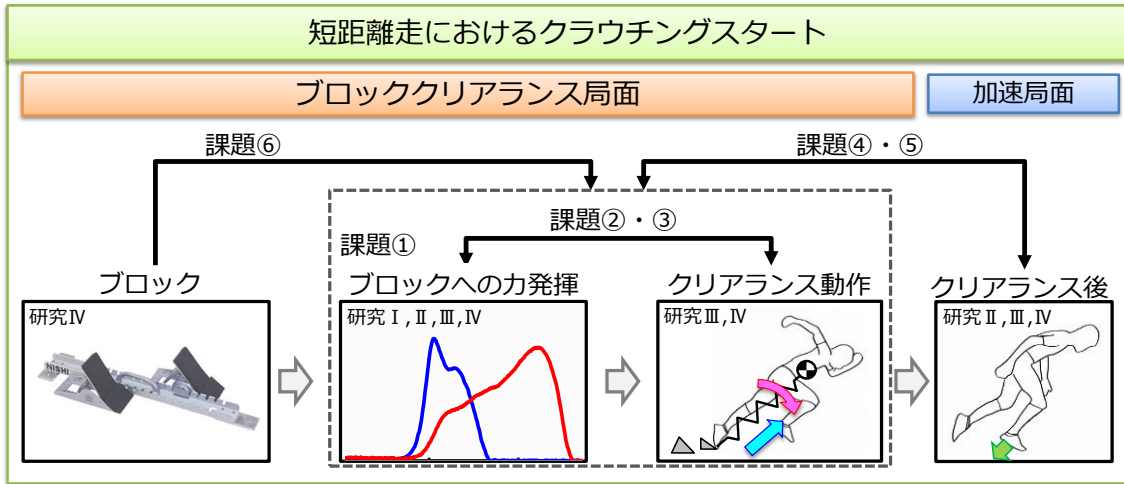 短距離走におけるクラウチングスタート
ブロッククリアランス局面
加速局面
課題⑥
課題④・⑤
課題②・③
課題①
ブロック
ブロックへの力発揮
クリアランス動作
クリアランス後
研究Ⅳ
研究Ⅰ,Ⅱ,Ⅲ,Ⅳ
研究Ⅲ,Ⅳ
研究Ⅱ,Ⅲ,Ⅳ
NISHI